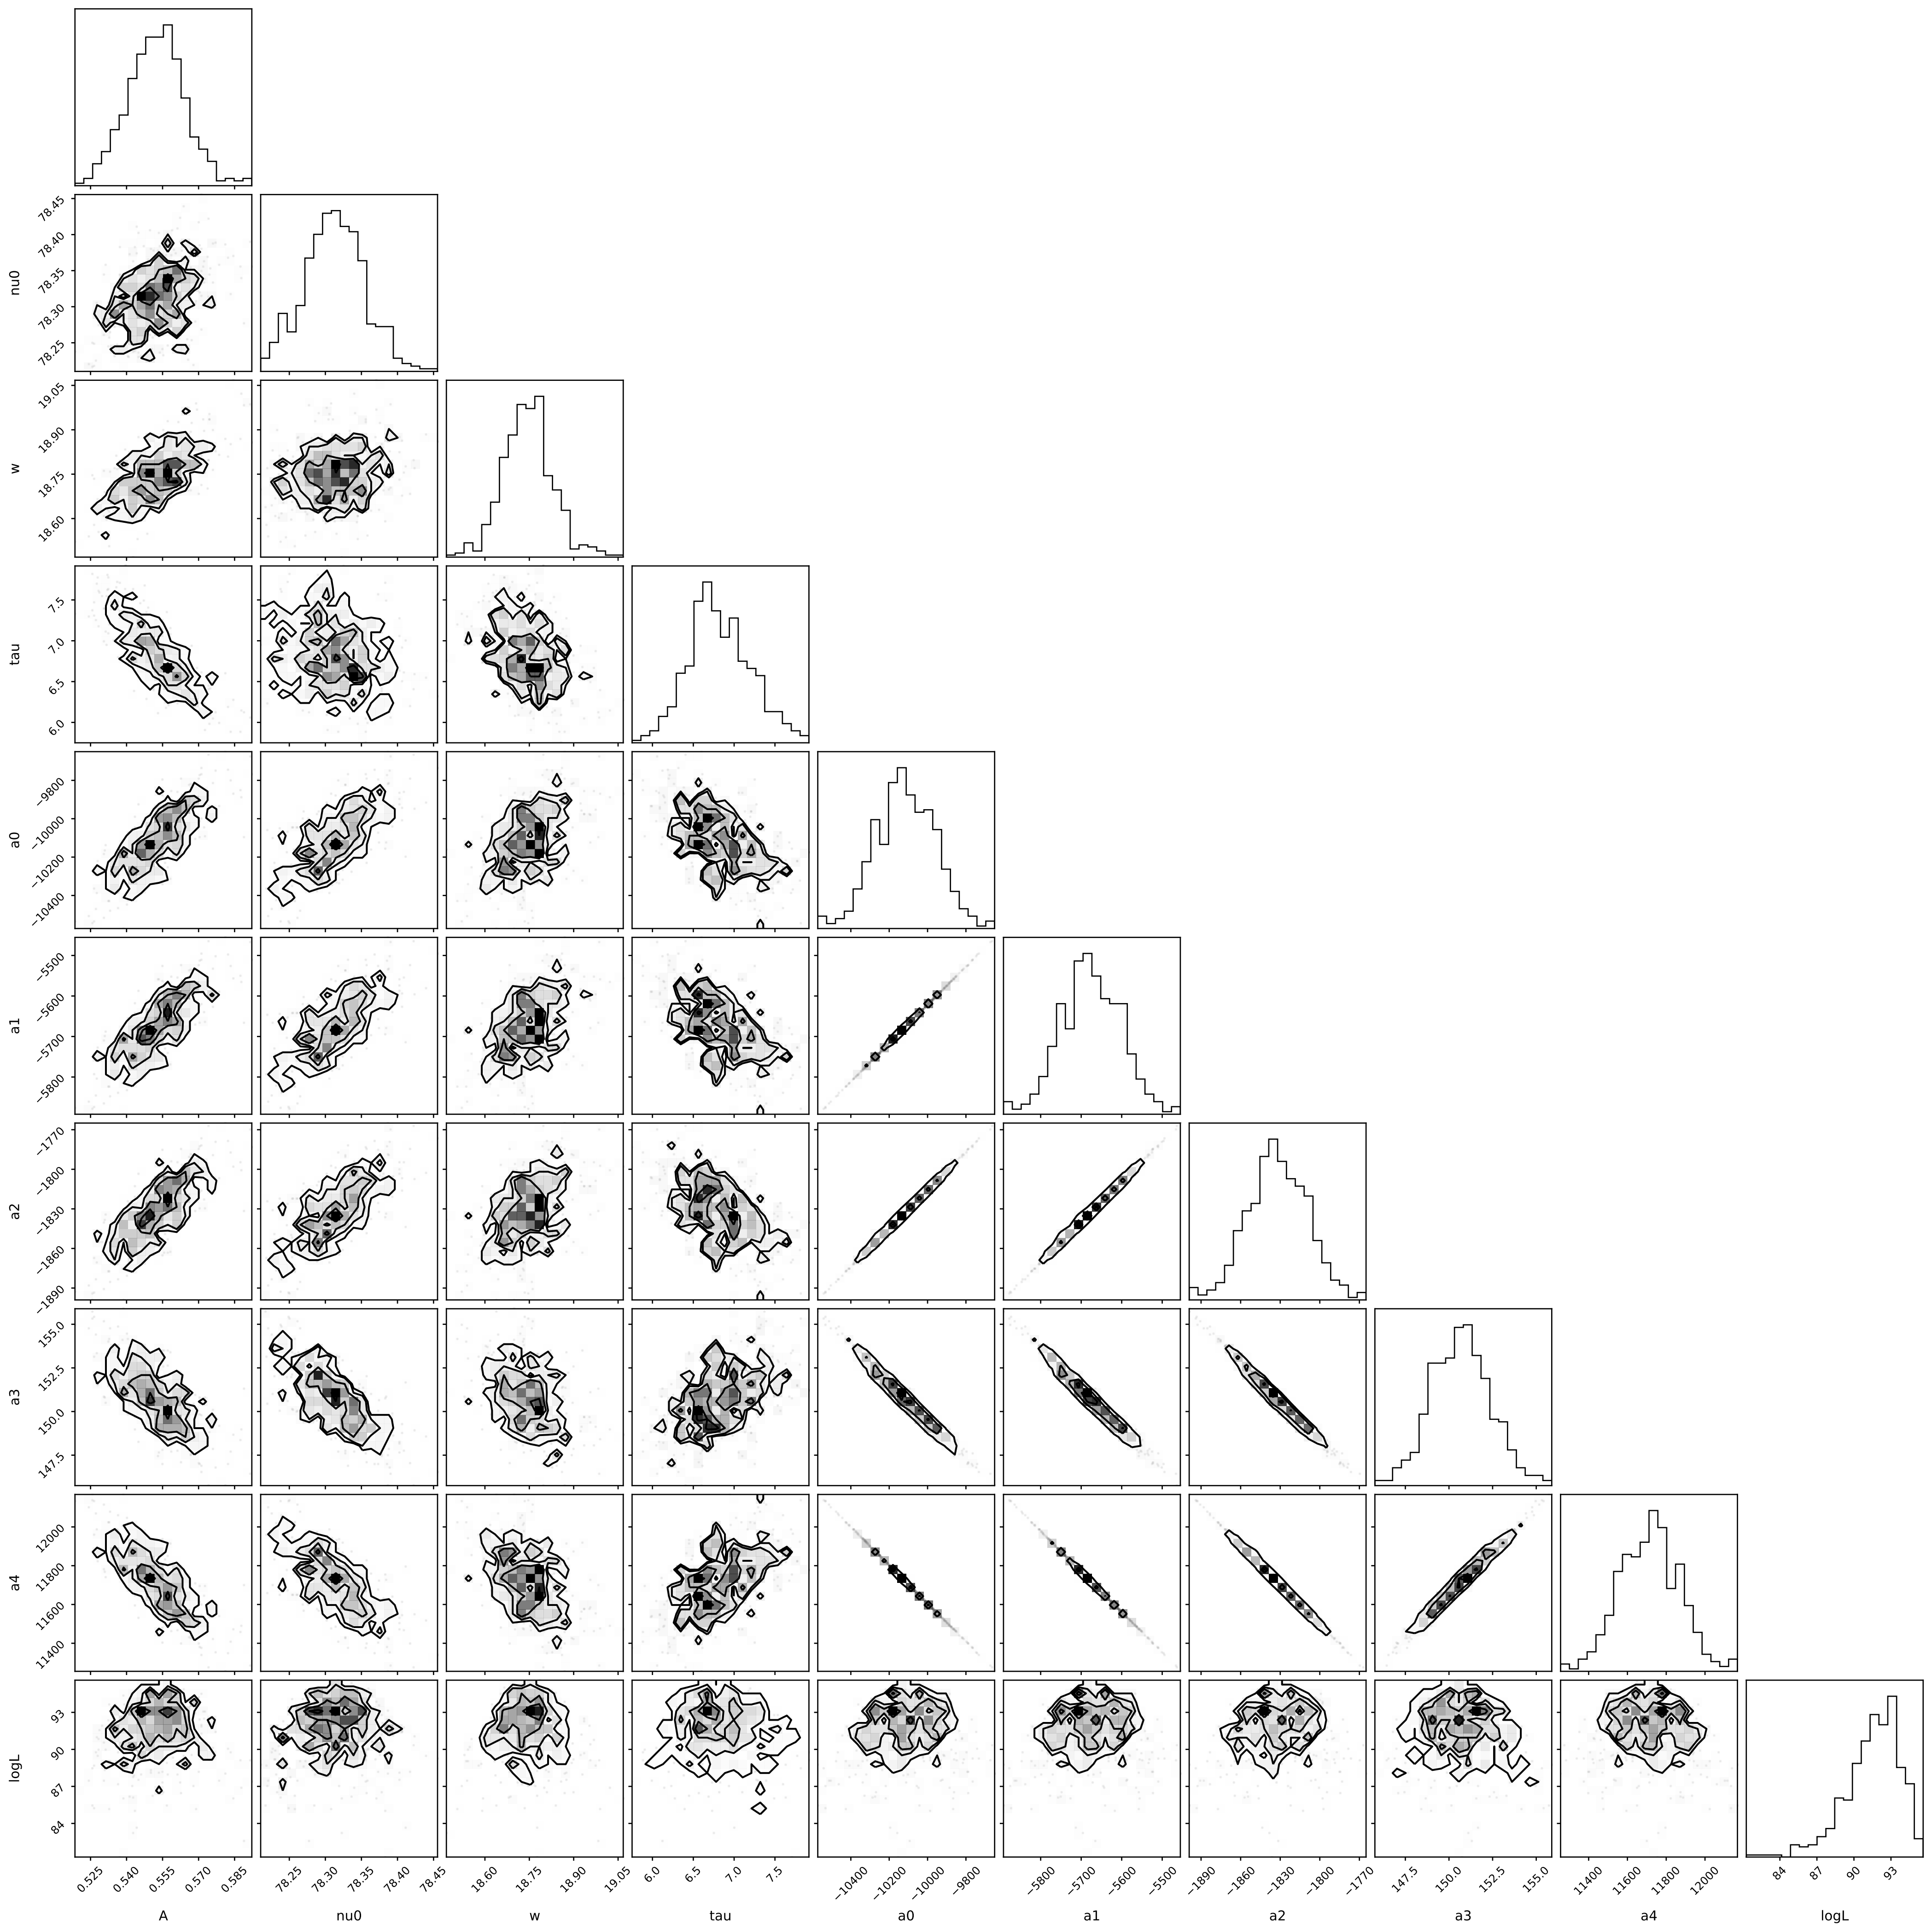 78.45
78.40
78.35
78.30
78.25
nu0
19.05
18.90
18.75
18.60
w
7.5
7.0
6.5
6.0
tau
−9800
−10000
−10200
−10400
a0
−5500
−5600
−5700
−5800
a1
−1770
−1800
−1830
−1860
−1890
a2
155.0
152.5
150.0
147.5
a3
12000
11800
11600
11400
a4
93
90
87
84
logL
0.525 0.540 0.555 0.570 0.585
78.25 78.30 78.35 78.40 78.45
18.60 18.75 18.90 19.05
6.0 6.5 7.0 7.5
−10400 −10200 −10000 −9800
−5800 −5700 −5600 −5500
−1890 −1860 −1830 −1800 −1770
147.5 150.0 152.5 155.0
11400 11600 11800 12000
84 87 90 93
A nu0 w tau a0 a1 a2 a3 a4 logL